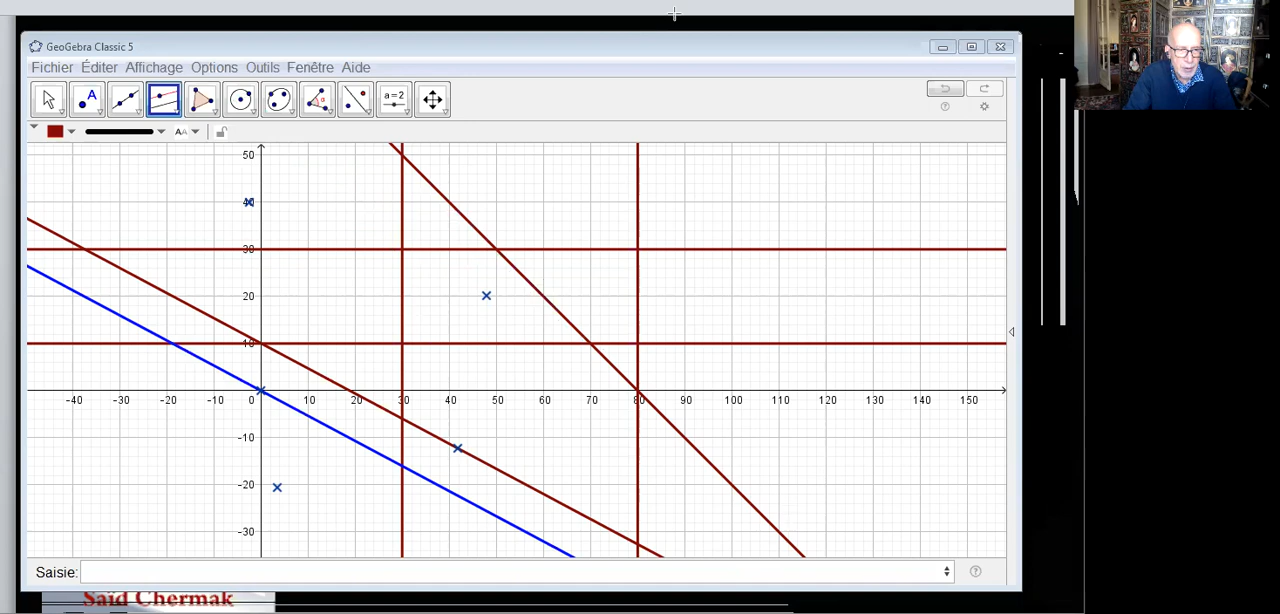 GeoGebra Classic 5
Fichier Éditer Affichage Options Outils Fenêtre Aide
A
a=2
AA
50
40
30
20
10
-40 -30 -20 -10 0 10 20 30 40 50 60 70 80 90 100 110 120 130 140 150
-10
-20
-30
Saisie:
Saïd Chermak